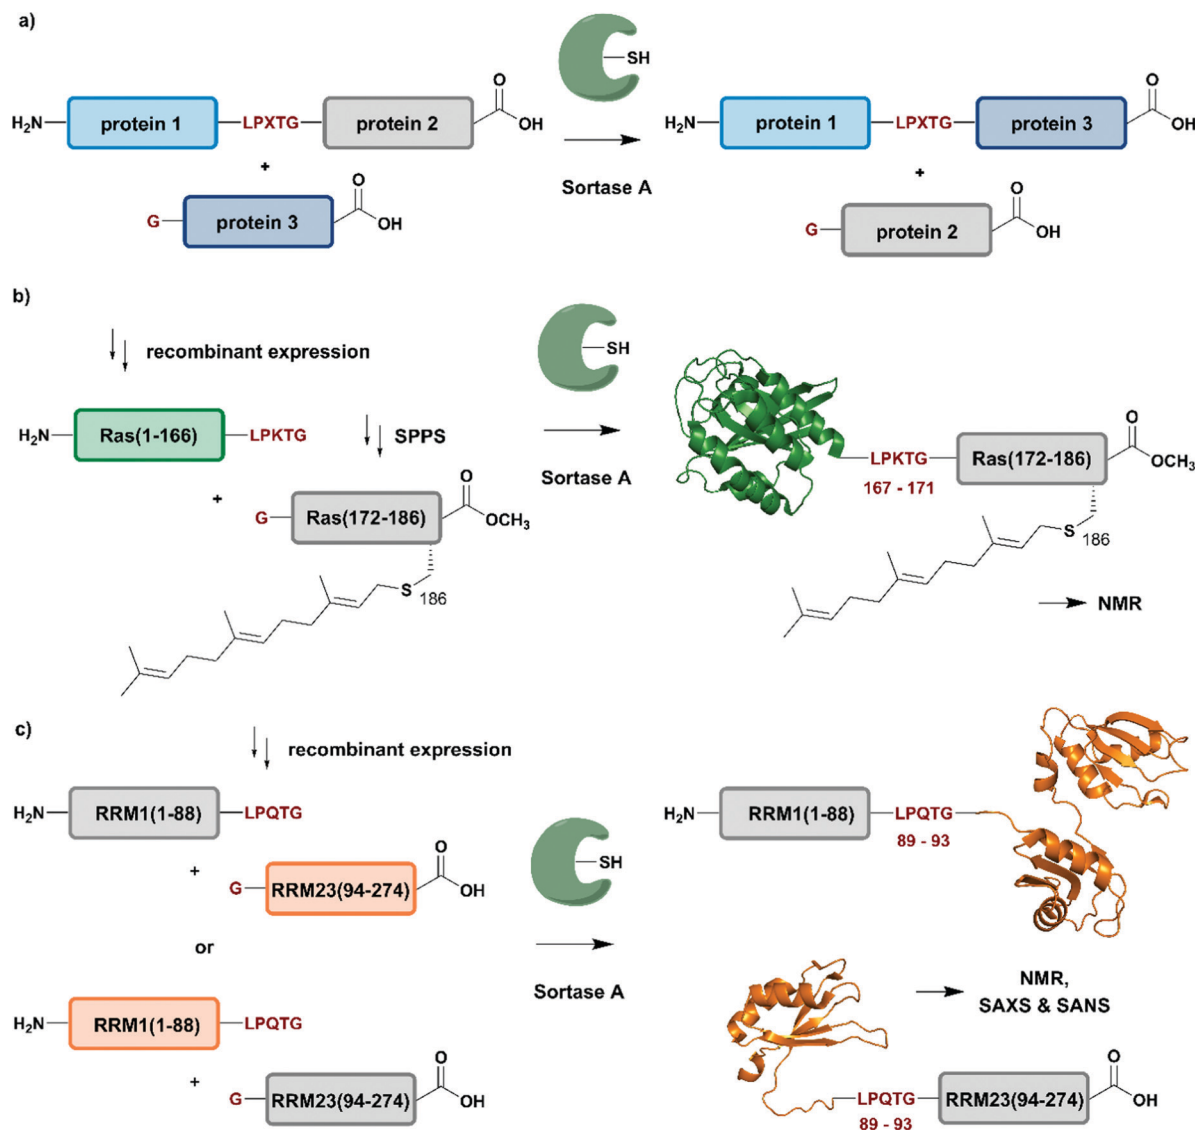 a)
H₂N
protein 1
LPXTG
protein 2
O
OH
+
G
protein 3
O
OH
SH
Sortase A
H₂N
protein 1
LPXTG
protein 3
O
OH
+
G
protein 2
O
OH
b)
recombinant expression
H₂N
Ras(1-166)
LPKTG
SPPS
+
G
Ras(172-186)
O
OCH₃
S
186
SH
Sortase A
LPKTG
167 - 171
Ras(172-186)
O
OCH₃
S
186
NMR
c)
recombinant expression
H₂N
RRM1(1-88)
LPQTG
+
G
RRM23(94-274)
O
OH
or
H₂N
RRM1(1-88)
LPQTG
+
G
RRM23(94-274)
O
OH
SH
Sortase A
H₂N
RRM1(1-88)
LPQTG
89 - 93
NMR,
SAXS & SANS
LPQTG
89 - 93
RRM23(94-274)
O
OH